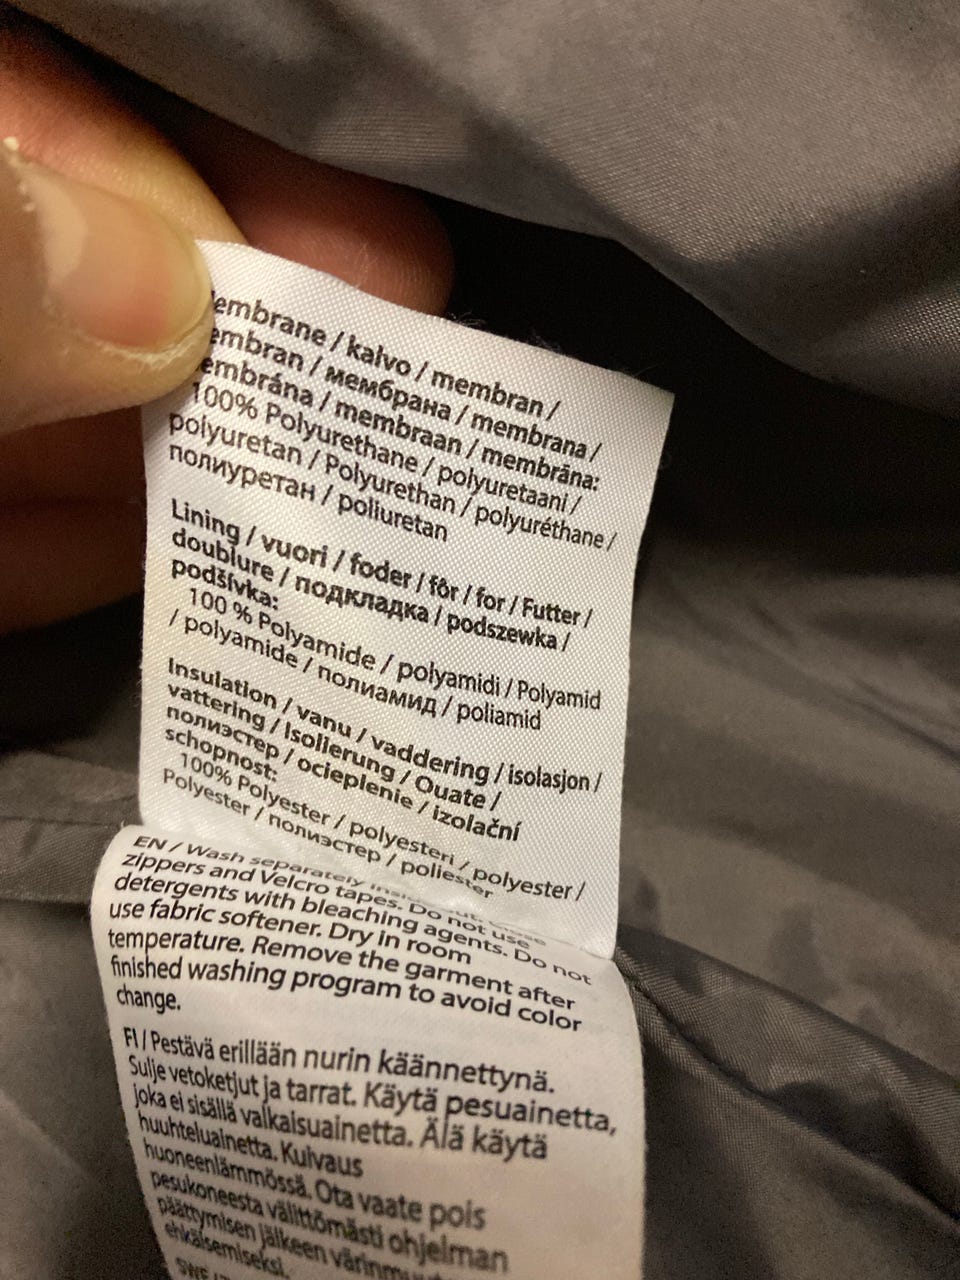 embrane / kalvo / membran /
embran / мембрана / membrana /
embrána / membraan / membrāna:
100% Polyurethane / polyuretaani /
polyuretan / Polyurethan / polyuréthane /
полиуретан / poliuretan
Lining / vuori / foder / fôr / for / Futter /
doublure / подкладка / podszewka /
podšívka:
100 % Polyamide / polyamidi / Polyamid
/ polyamide / полиамид / poliamid
Insulation / vanu / vaddering / isolasjon /
vattering / Isolierung / Ouate /
полиэстер / ocieplenie / izolační
schopnost:
100% Polyester / polyesteri / polyester /
Polyester / полиэстер / poliester
EN / Wash separately
zippers and Velcro tapes. Do not use
detergents with bleaching agents. Do not
use fabric softener. Dry in room
temperature. Remove the garment after
finished washing program to avoid color
change.
FI / Pestävä erillään nurin käännettynä.
Sulje vetoketjut ja tarrat. Käytä pesuainetta,
joka ei sisällä valkaisuainetta. Älä käytä
huuhteluainetta. Kuivaus
huoneenlämmössä. Ota vaate pois
pesukoneesta välittömästi ohjelman
päättymisen jälkeen
ehkäisemiseksi.